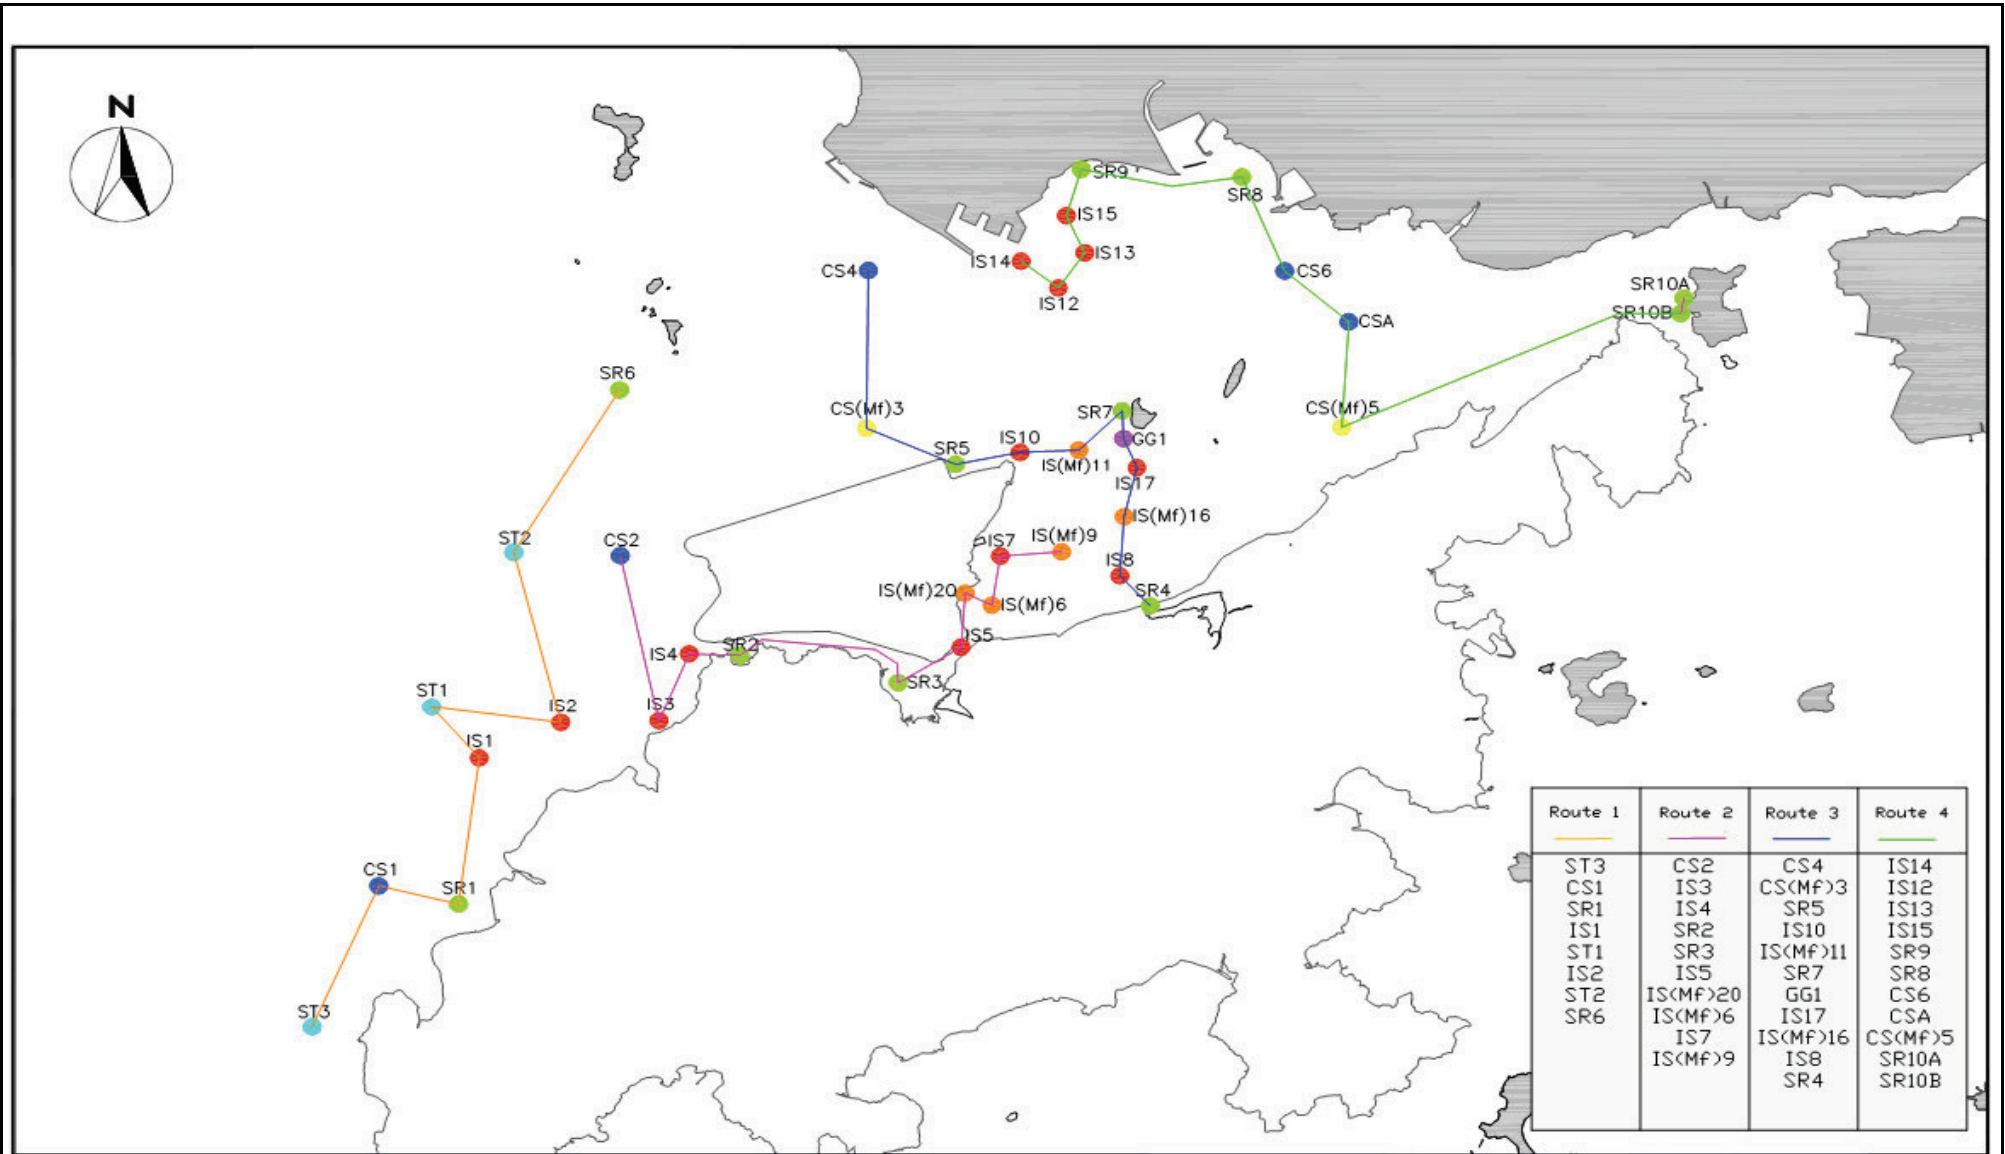 N
SR9
SR8
IS15
IS13
IS14
CS4
CS6
IS12
SR10A
SR10B
CSA
SR6
CS(Mf)3
SR7
CS(Mf)5
GG1
IS10
SR5
IS(Mf)11
IS17
IS(Mf)16
ST2
CS2
IS7
IS(Mf)9
IS8
IS(Mf)20
IS(Mf)6
SR4
IS5
SR2
IS4
SR3
ST1
IS2
IS3
IS1
CS1
SR1
ST3
Route 1 Route 2 Route 3 Route 4
ST3 CS2 CS4 IS14
CS1 IS3 CS(Mf)3 IS12
SR1 IS4 SR5 IS13
IS1 SR2 IS10 IS15
ST1 SR3 IS(Mf)11 SR9
IS2 IS5 SR7 SR8
ST2 IS(Mf)20 GG1 CS6
SR6 IS(Mf)6 IS17 CSA
IS7 IS(Mf)16 CS(Mf)5
IS(Mf)9 IS8 SR10A
SR4 SR10B